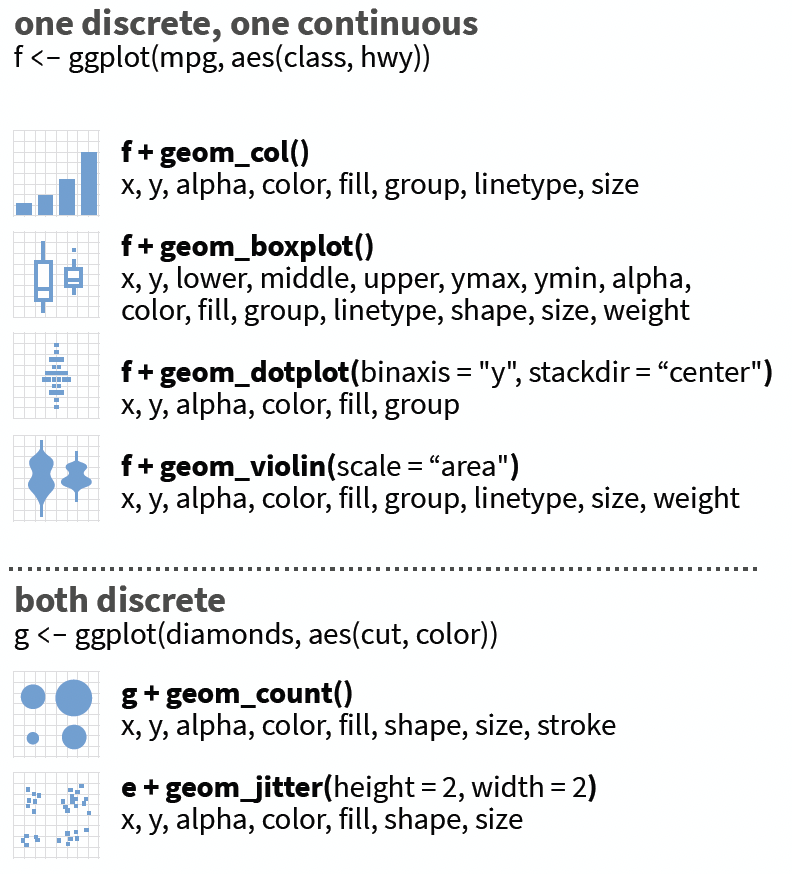 one discrete, one continuous
f <– ggplot(mpg, aes(class, hwy))
f + geom_col()
x, y, alpha, color, fill, group, linetype, size
f + geom_boxplot()
x, y, lower, middle, upper, ymax, ymin, alpha,
color, fill, group, linetype, shape, size, weight
f + geom_dotplot(binaxis = "y", stackdir = “center")
x, y, alpha, color, fill, group
f + geom_violin(scale = “area")
x, y, alpha, color, fill, group, linetype, size, weight
both discrete
g <– ggplot(diamonds, aes(cut, color))
g + geom_count()
x, y, alpha, color, fill, shape, size, stroke
e + geom_jitter(height = 2, width = 2)
x, y, alpha, color, fill, shape, size